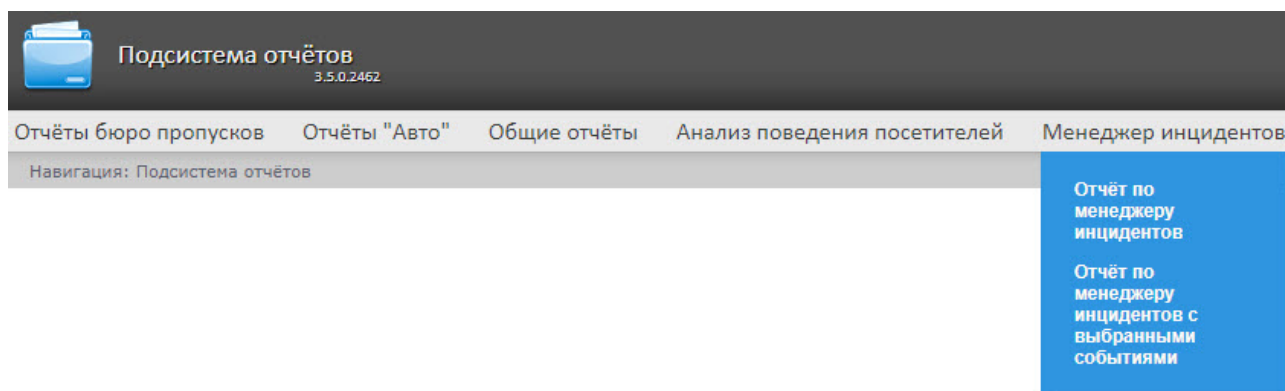 Подсистема отчётов
3.5.0.2462
Отчёты бюро пропусков Отчёты "Авто" Общие отчёты Анализ поведения посетителей Менеджер инцидентов
Навигация: Подсистема отчётов
Отчёт по
менеджеру
инцидентов
Отчёт по
менеджеру
инцидентов с
выбранными
событиями